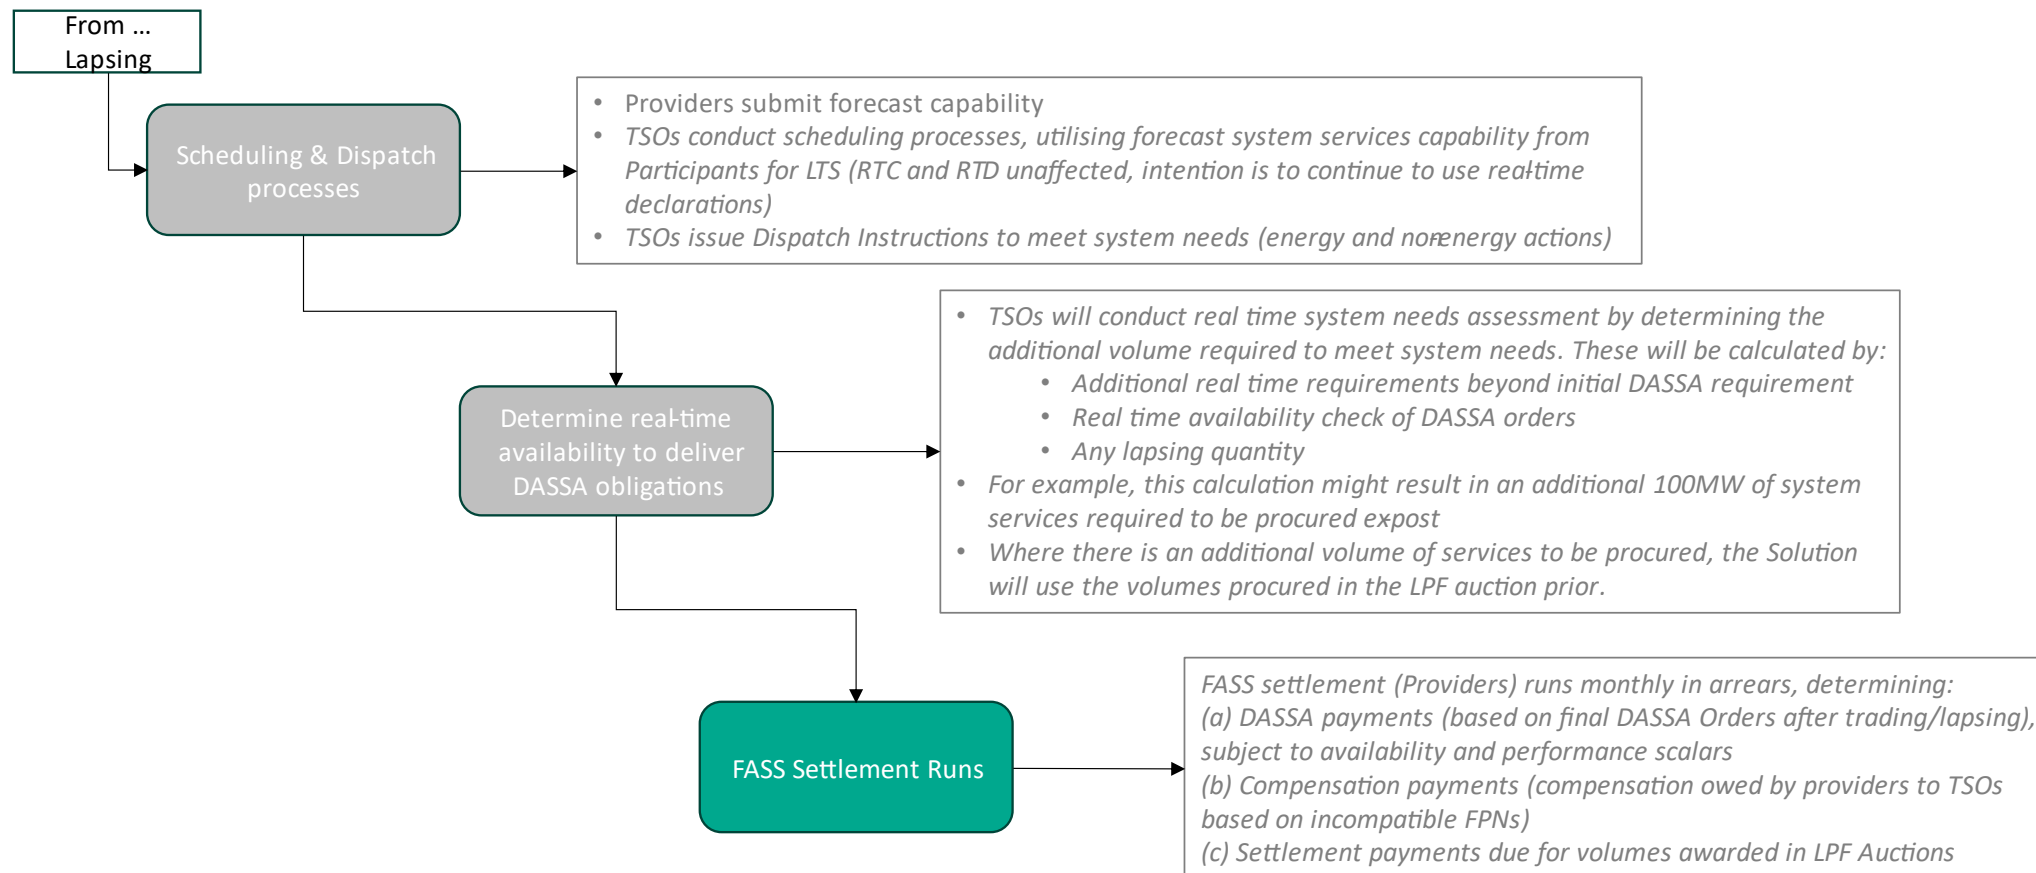 From ...
Lapsing
Scheduling & Dispatch
processes
• Providers submit forecast capability
• TSOs conduct scheduling processes, utilising forecast system services capability from
Participants for LTS (RTC and RTD unaffected, intention is to continue to use real-time
declarations)
• TSOs issue Dispatch Instructions to meet system needs (energy and non-energy actions)
Determine real-time
availability to deliver
DASSA obligations
• TSOs will conduct real time system needs assessment by determining the
additional volume required to meet system needs. These will be calculated by:
• Additional real time requirements beyond initial DASSA requirement
• Real time availability check of DASSA orders
• Any lapsing quantity
• For example, this calculation might result in an additional 100MW of system
services required to be procured ex-post
• Where there is an additional volume of services to be procured, the Solution
will use the volumes procured in the LPF auction prior.
FASS Settlement Runs
FASS settlement (Providers) runs monthly in arrears, determining:
(a) DASSA payments (based on final DASSA Orders after trading/lapsing),
subject to availability and performance scalars
(b) Compensation payments (compensation owed by providers to TSOs
based on incompatible FPNs)
(c) Settlement payments due for volumes awarded in LPF Auctions